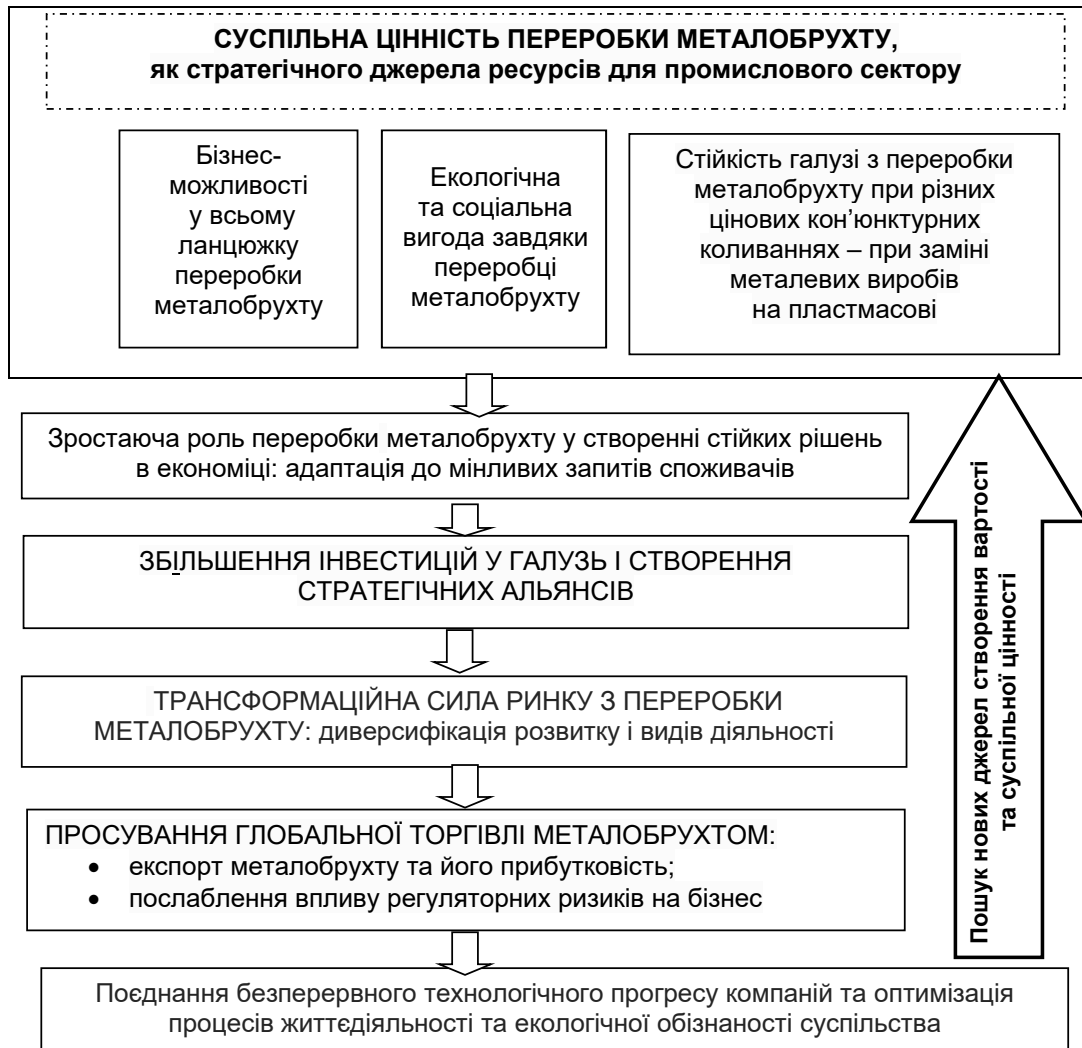 СУСПІЛЬНА ЦІННІСТЬ ПЕРЕРОБКИ МЕТАЛОБРУХТУ,
як стратегічного джерела ресурсів для промислового сектору
Бізнес-
можливості
у всьому
ланцюжку
переробки
металобрухту
Екологічна
та соціальна
вигода завдяки
переробці
металобрухту
Стійкість галузі з переробки
металобрухту при різних
цінових кон’юнктурних
коливаннях – при заміні
металевих виробів
на пластмасові
Зростаюча роль переробки металобрухту у створенні стійких рішень
в економіці: адаптація до мінливих запитів споживачів
ЗБІЛЬШЕННЯ ІНВЕСТИЦІЙ У ГАЛУЗЬ І СТВОРЕННЯ
СТРАТЕГІЧНИХ АЛЬЯНСІВ
ТРАНСФОРМАЦІЙНА СИЛА РИНКУ З ПЕРЕРОБКИ
МЕТАЛОБРУХТУ: диверсифікація розвитку і видів діяльності
ПРОСУВАННЯ ГЛОБАЛЬНОЇ ТОРГІВЛІ МЕТАЛОБРУХТОМ:
• експорт металобрухту та його прибутковість;
• послаблення впливу регуляторних ризиків на бізнес
Поєднання безперервного технологічного прогресу компаній та оптимізація
процесів життєдіяльності та екологічної обізнаності суспільства
Пошук нових джерел створення вартості
та суспільної цінності